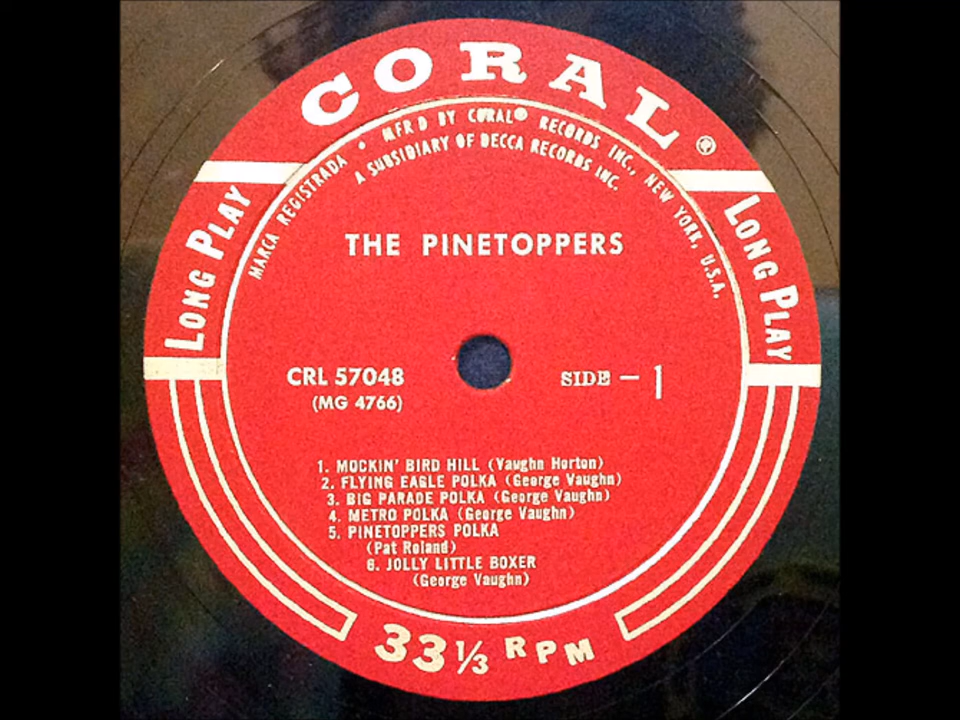 CORAL®
MARCA REGISTRADA • MFR'D BY CORAL® RECORDS INC., NEW YORK, U.S.A.
A SUBSIDIARY OF DECCA RECORDS INC.
LONG PLAY
LONG PLAY
THE PINETOPPERS
CRL 57048
(MG 4766)
SIDE – 1
1. MOCKIN' BIRD HILL (Vaughn Horton)
2. FLYING EAGLE POLKA (George Vaughn)
3. BIG PARADE POLKA (George Vaughn)
4. METRO POLKA (George Vaughn)
5. PINETOPPERS POLKA
(Pat Roland)
6. JOLLY LITTLE BOXER
(George Vaughn)
33 1/3 RPM